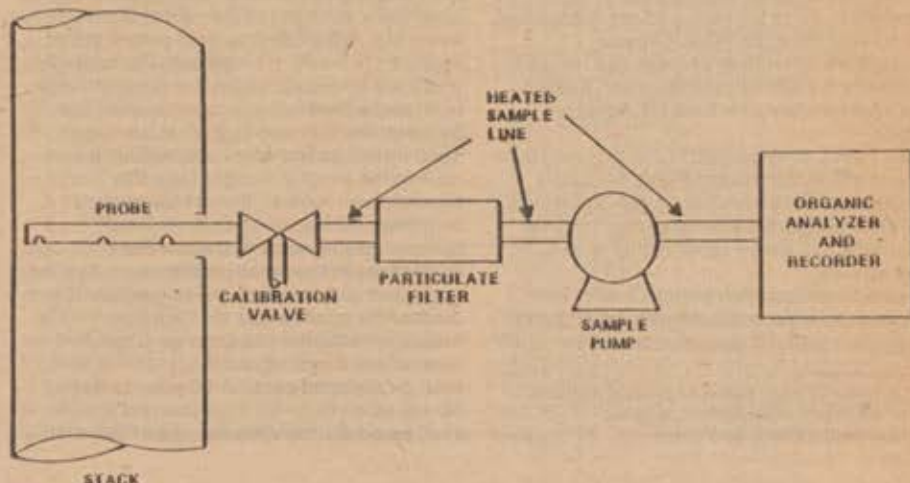 HEATED
SAMPLE
LINE
PROBE
ORGANIC
ANALYZER
AND
RECORDER
CALIBRATION
VALVE
PARTICULATE
FILTER
SAMPLE
PUMP
STACK